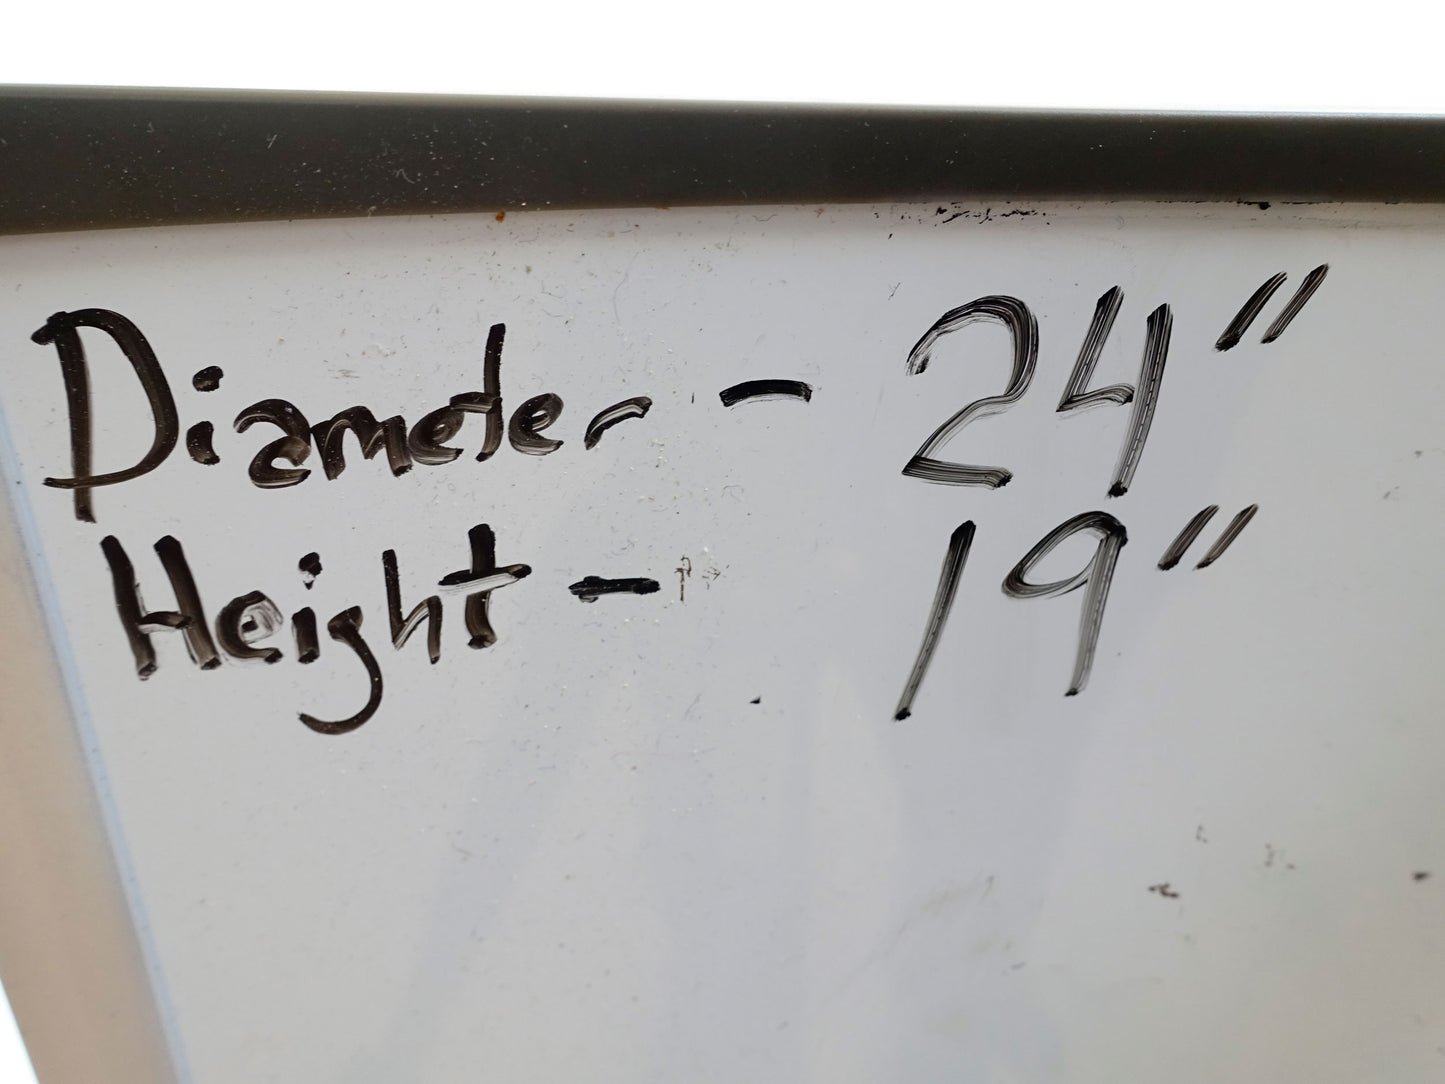 Diameter - 24"
Height - 19"